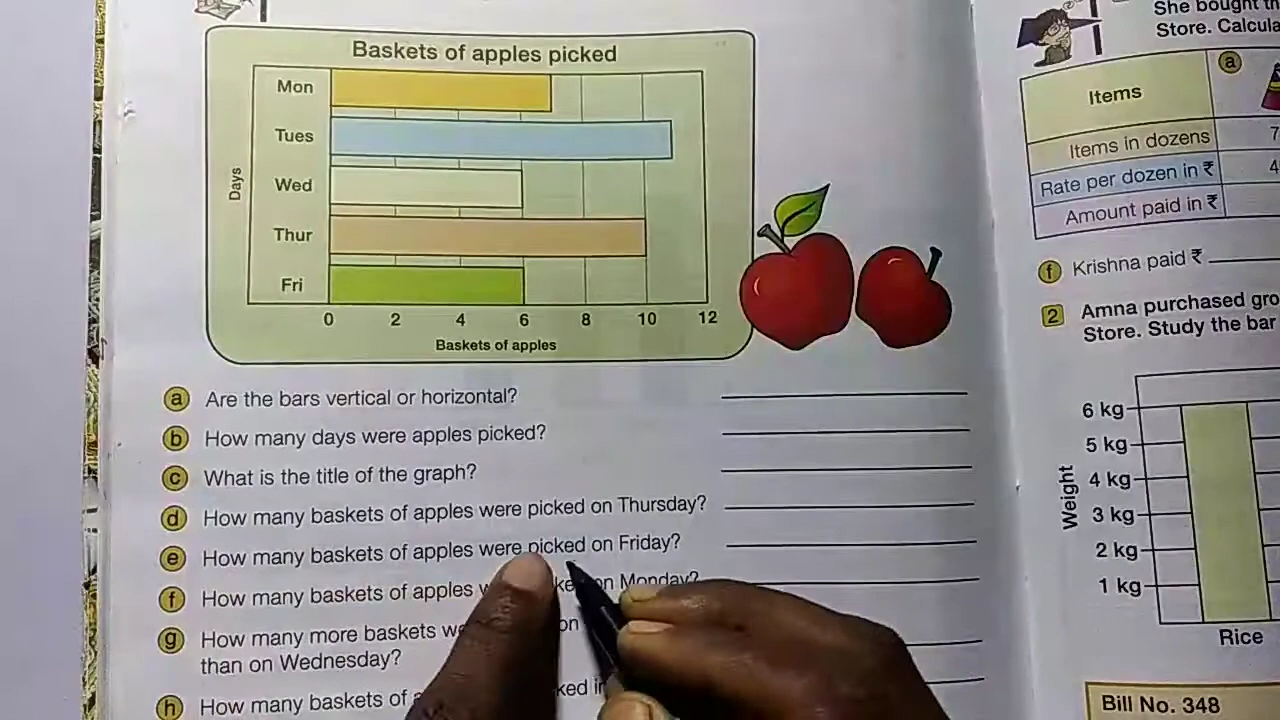 Baskets of apples picked
Mon
Tues
Wed
Thur
Fri
Days
0 2 4 6 8 10 12
Baskets of apples
a Are the bars vertical or horizontal?
b How many days were apples picked?
c What is the title of the graph?
d How many baskets of apples were picked on Thursday?
e How many baskets of apples were picked on Friday?
f How many baskets of apples on Monday?
g How many more baskets on
than on Wednesday?
h How many baskets of
She bought
Store.
a
Items
Items in dozens 7
Rate per dozen in ₹ 4
Amount paid in ₹
f Krishna paid ₹
2 Amna purchased
Store. Study the bar
6 kg
5 kg
4 kg
3 kg
2 kg
1 kg
Weight
Rice
Bill No. 348